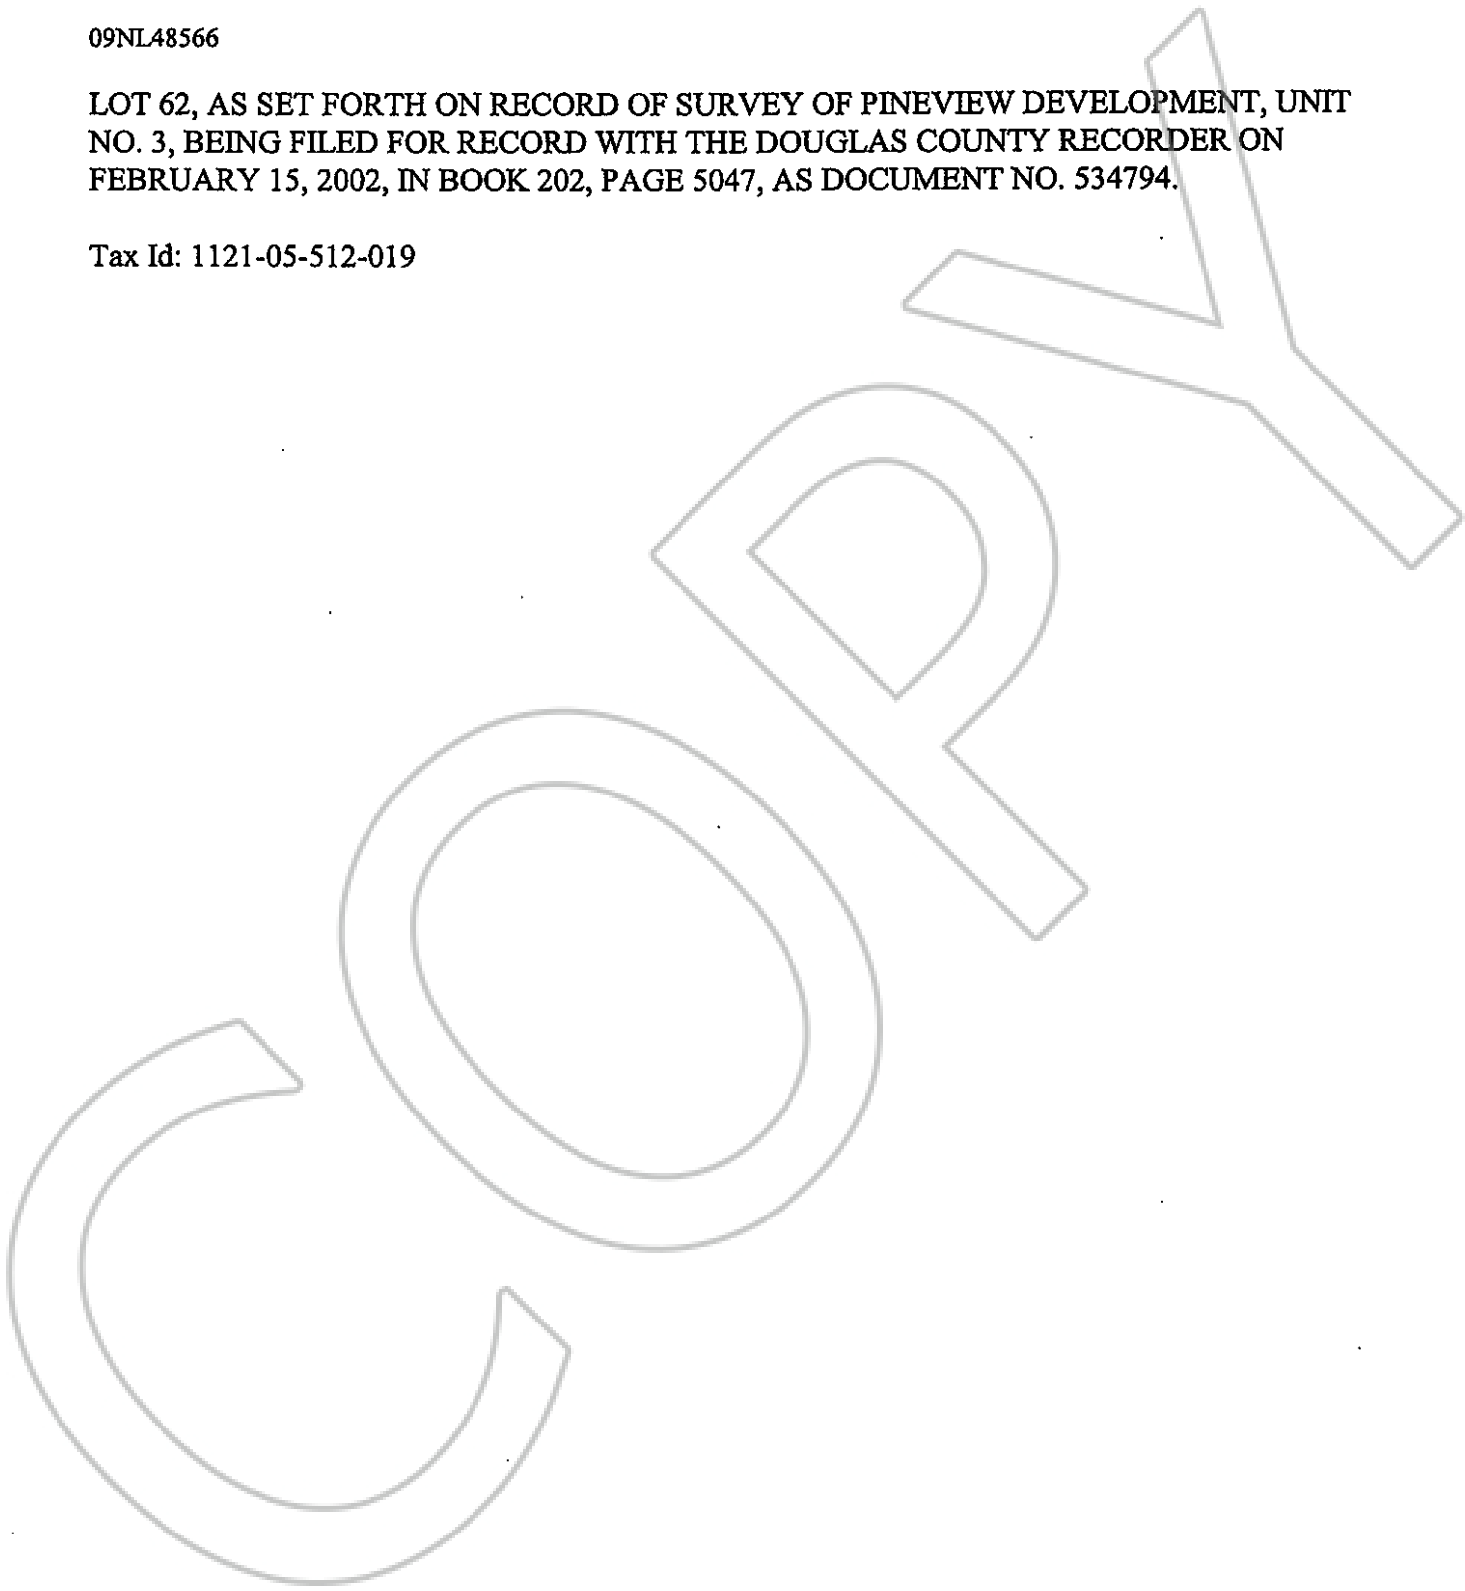 09NL48566
LOT 62, AS SET FORTH ON RECORD OF SURVEY OF PINEVIEW DEVELOPMENT, UNIT
NO. 3, BEING FILED FOR RECORD WITH THE DOUGLAS COUNTY RECORDER ON
FEBRUARY 15, 2002, IN BOOK 202, PAGE 5047, AS DOCUMENT NO. 534794.
Tax Id: 1121-05-512-019
COPY